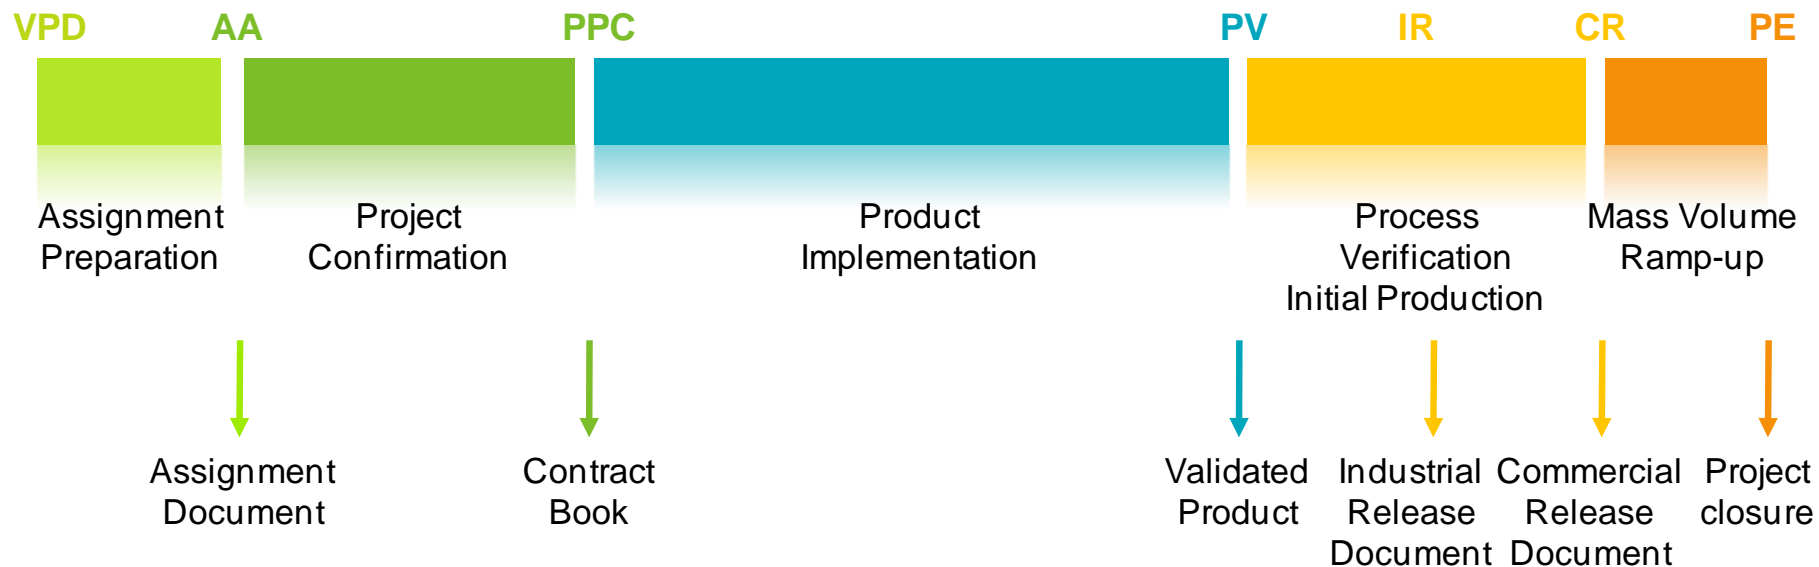 VPD AA PPC PV IR CR PE
Assignment
Preparation
Project
Confirmation
Product
Implementation
Process
Verification
Initial Production
Mass Volume
Ramp-up
Assignment
Document
Contract
Book
Validated
Product
Industrial
Release
Document
Commercial
Release
Document
Project
closure